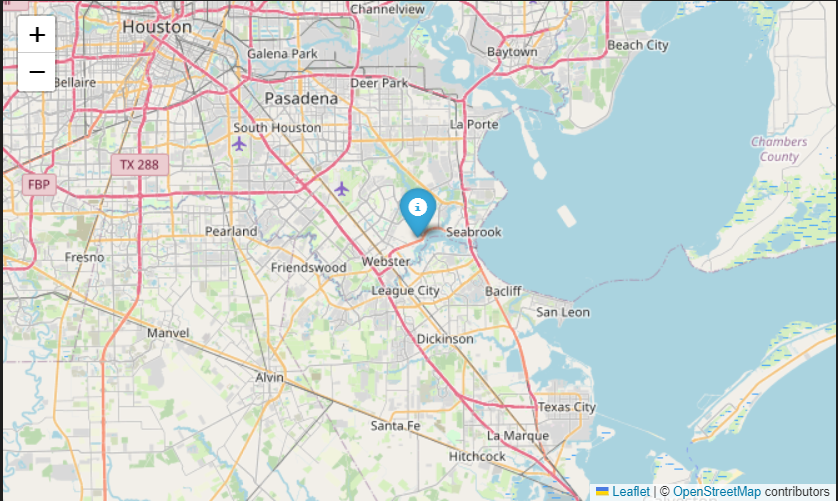 Channelview
Houston
+
Beach City
Galena Park
Baytown
−
Bellaire
Deer Park
Pasadena
South Houston
La Porte
Chambers
County
TX 288
FBP
Pearland
Seabrook
Fresno
Webster
Friendswood
League City
Bacliff
San Leon
Manvel
Dickinson
Alvin
Texas City
Santa Fe
La Marque
Hitchcock
Leaflet | © OpenStreetMap contributors